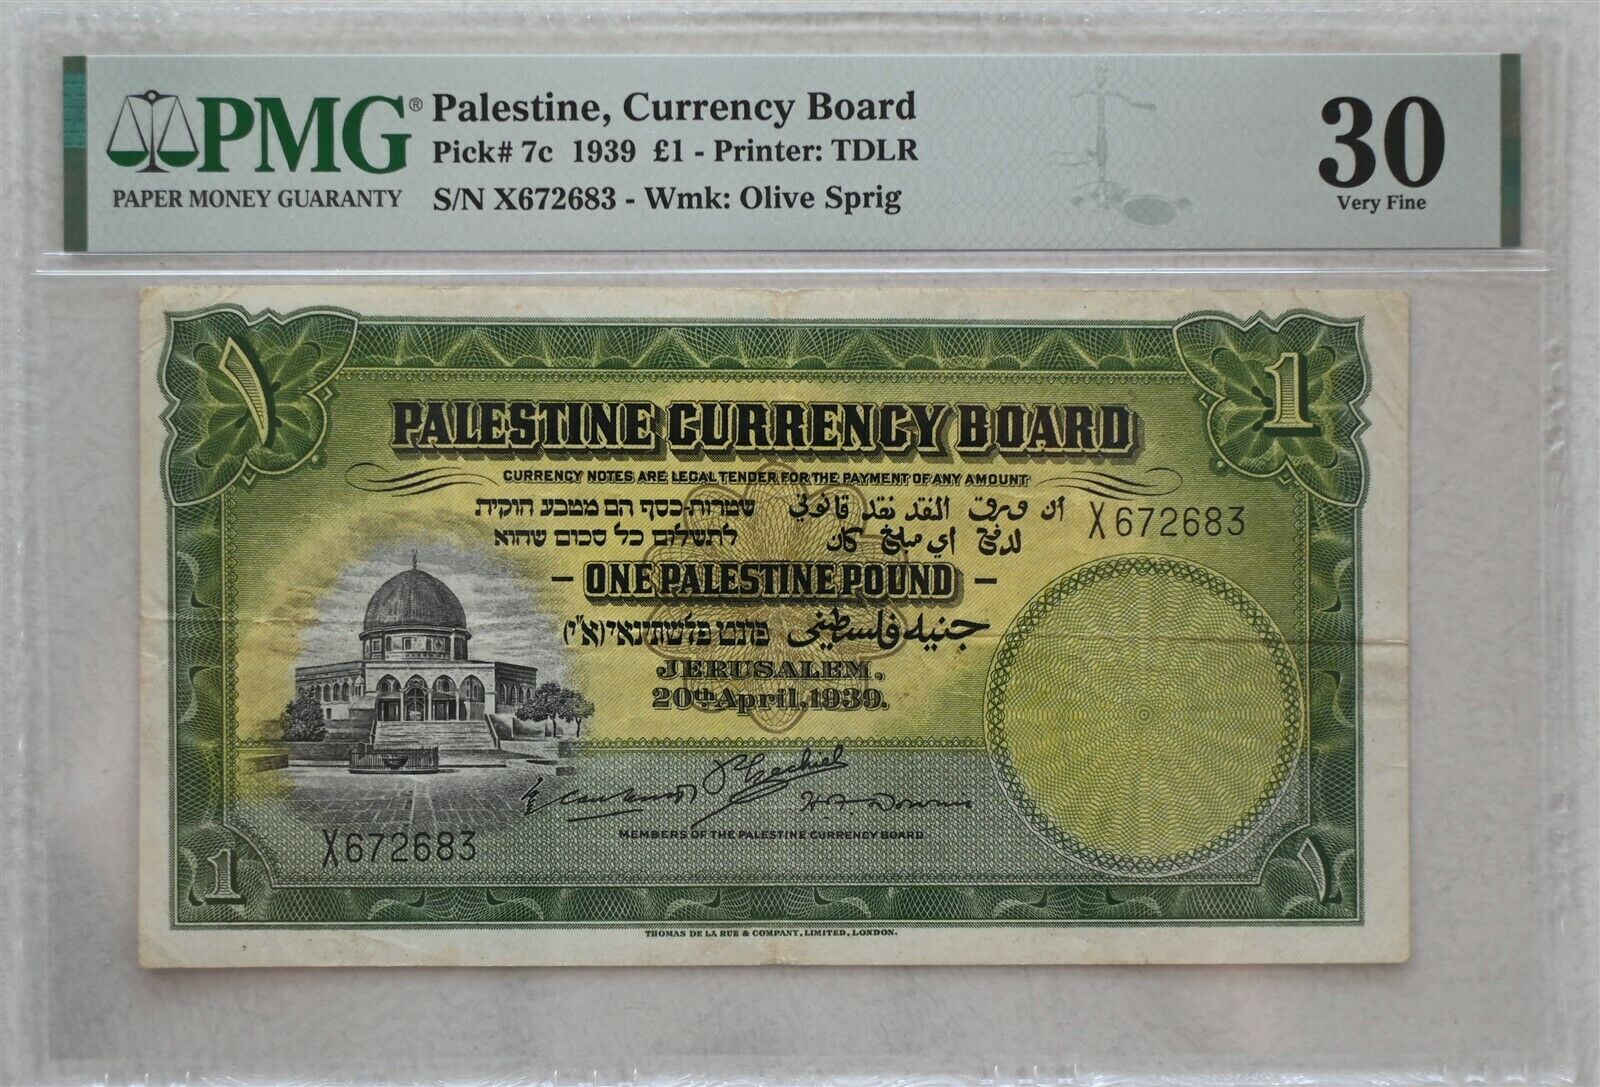 PMG® Palestine, Currency Board
Pick# 7c 1939 £1 - Printer: TDLR
PAPER MONEY GUARANTY S/N X672683 - Wmk: Olive Sprig
30
Very Fine
١ 1
PALESTINE CURRENCY BOARD
CURRENCY NOTES ARE LEGAL TENDER FOR THE PAYMENT OF ANY AMOUNT
שטרות-כסף הם מטבע חוקית ان ورق النقد نقد قانوني X672683
לתשלום כל סכום שהוא لدفع اي مبلغ كان
- ONE PALESTINE POUND -
פונט פלשתינאי(א"י) جنيه فلسطيني
JERUSALEM,
20th April, 1939.
MEMBERS OF THE PALESTINE CURRENCY BOARD
X672683
1 ١
THOMAS DE LA RUE & COMPANY, LIMITED, LONDON.